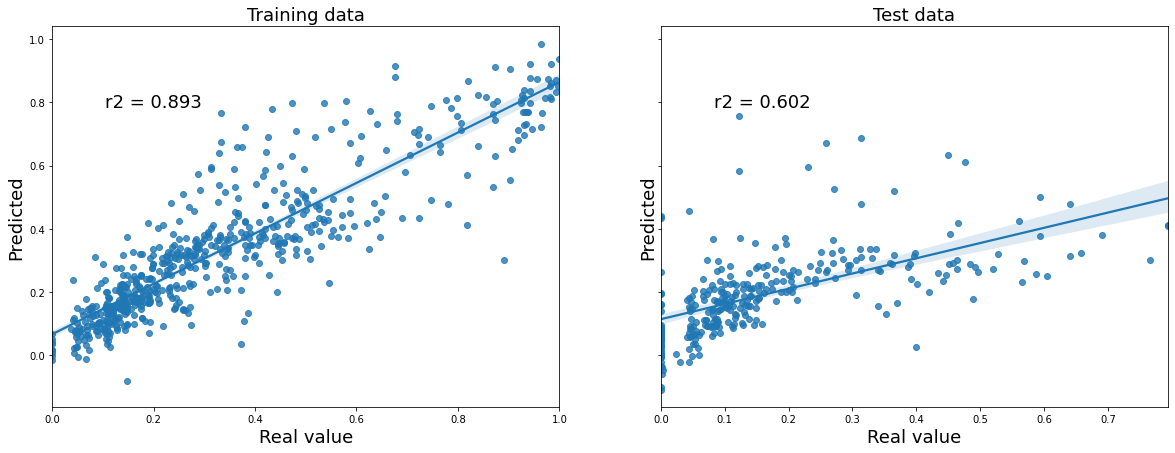 Training data
Test data
1.0
0.8
0.6
0.4
0.2
0.0
Predicted
r2 = 0.893
0.0 0.2 0.4 0.6 0.8 1.0
Real value
Predicted
r2 = 0.602
0.0 0.1 0.2 0.3 0.4 0.5 0.6 0.7
Real value